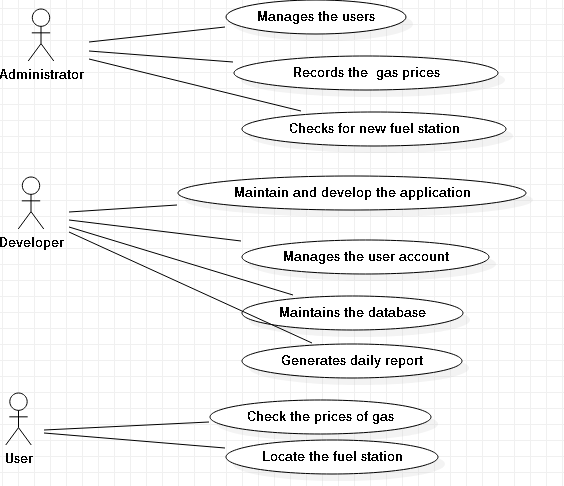 Manages the users
Administrator
Records the gas prices
Checks for new fuel station
Maintain and develop the application
Developer
Manages the user account
Maintains the database
Generates daily report
Check the prices of gas
User
Locate the fuel station